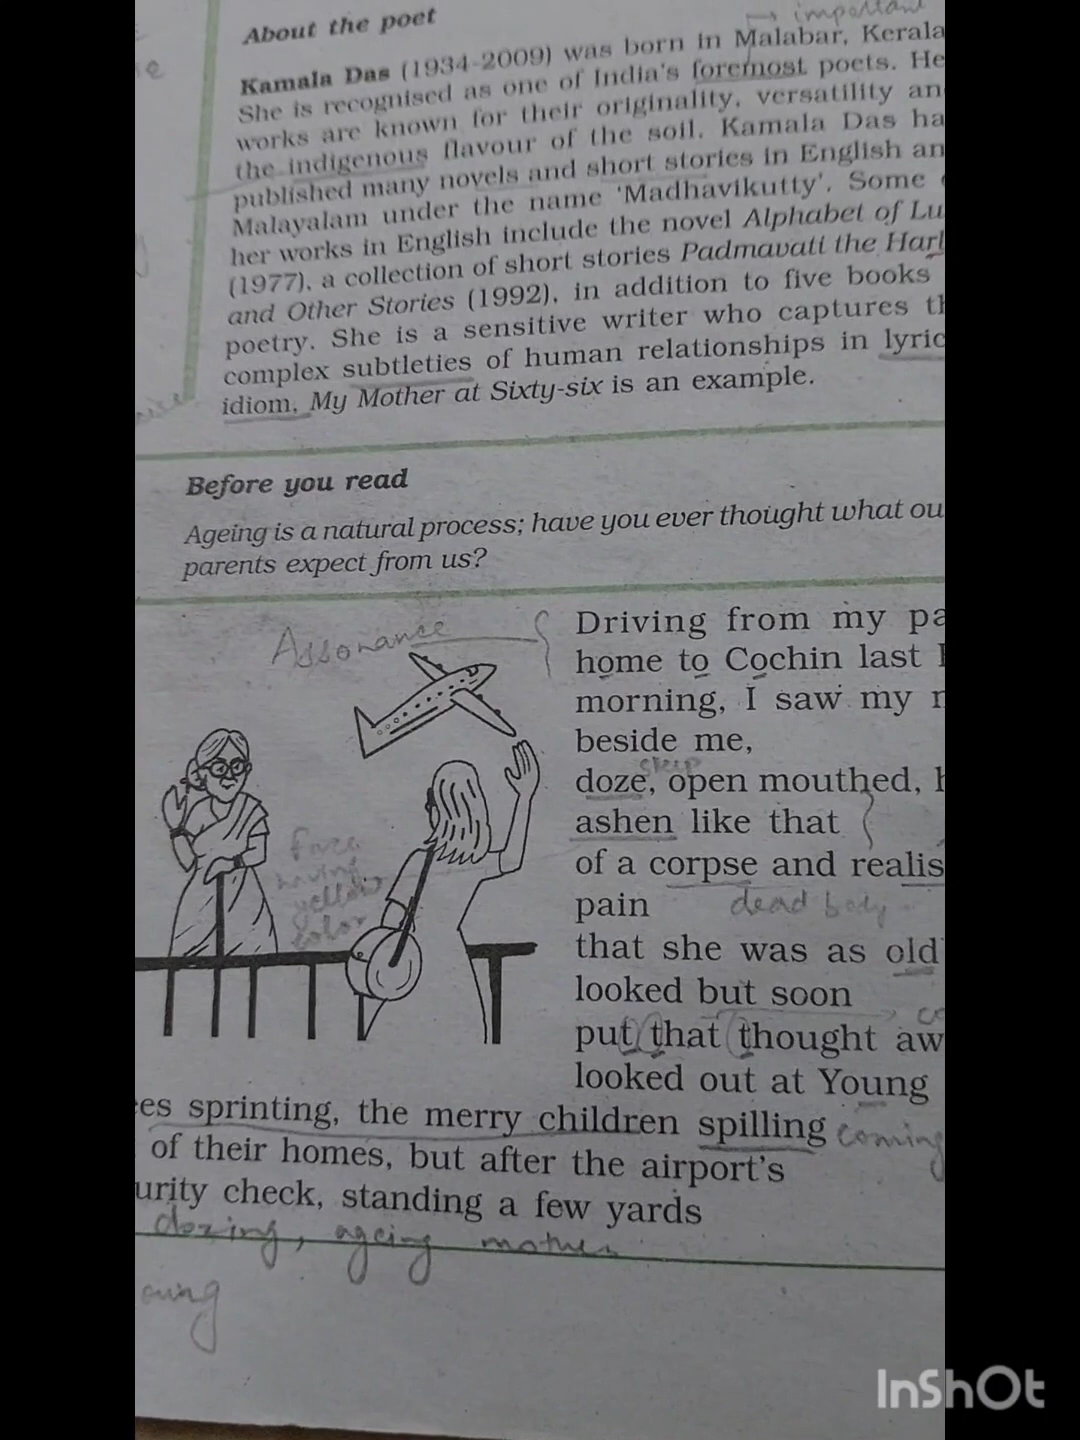 important
About the poet
Kamala Das (1934-2009) was born in Malabar, Kerala
She is recognised as one of India's foremost poets. He
works are known for their originality, versatility an
the indigenous flavour of the soil. Kamala Das ha
published many novels and short stories in English an
Malayalam under the name 'Madhavikutty'. Some
her works in English include the novel Alphabet of Lu
(1977), a collection of short stories Padmavati the Harl
and Other Stories (1992), in addition to five books
poetry. She is a sensitive writer who captures th
complex subtleties of human relationships in lyric
idiom, My Mother at Sixty-six is an example.
Before you read
Ageing is a natural process; have you ever thought what ou
parents expect from us?
Assonance
Driving from my pa
home to Cochin last
morning, I saw my
beside me,
sleep
doze, open mouthed, h
ashen like that
of a corpse and realis
face
having
yellow
color
pain
dead body
that she was as old
looked but soon
co
put that thought aw
looked out at Young
es sprinting, the merry children spilling
coming
of their homes, but after the airport's
urity check, standing a few yards
dozing, ageing mother
oung
InShOt